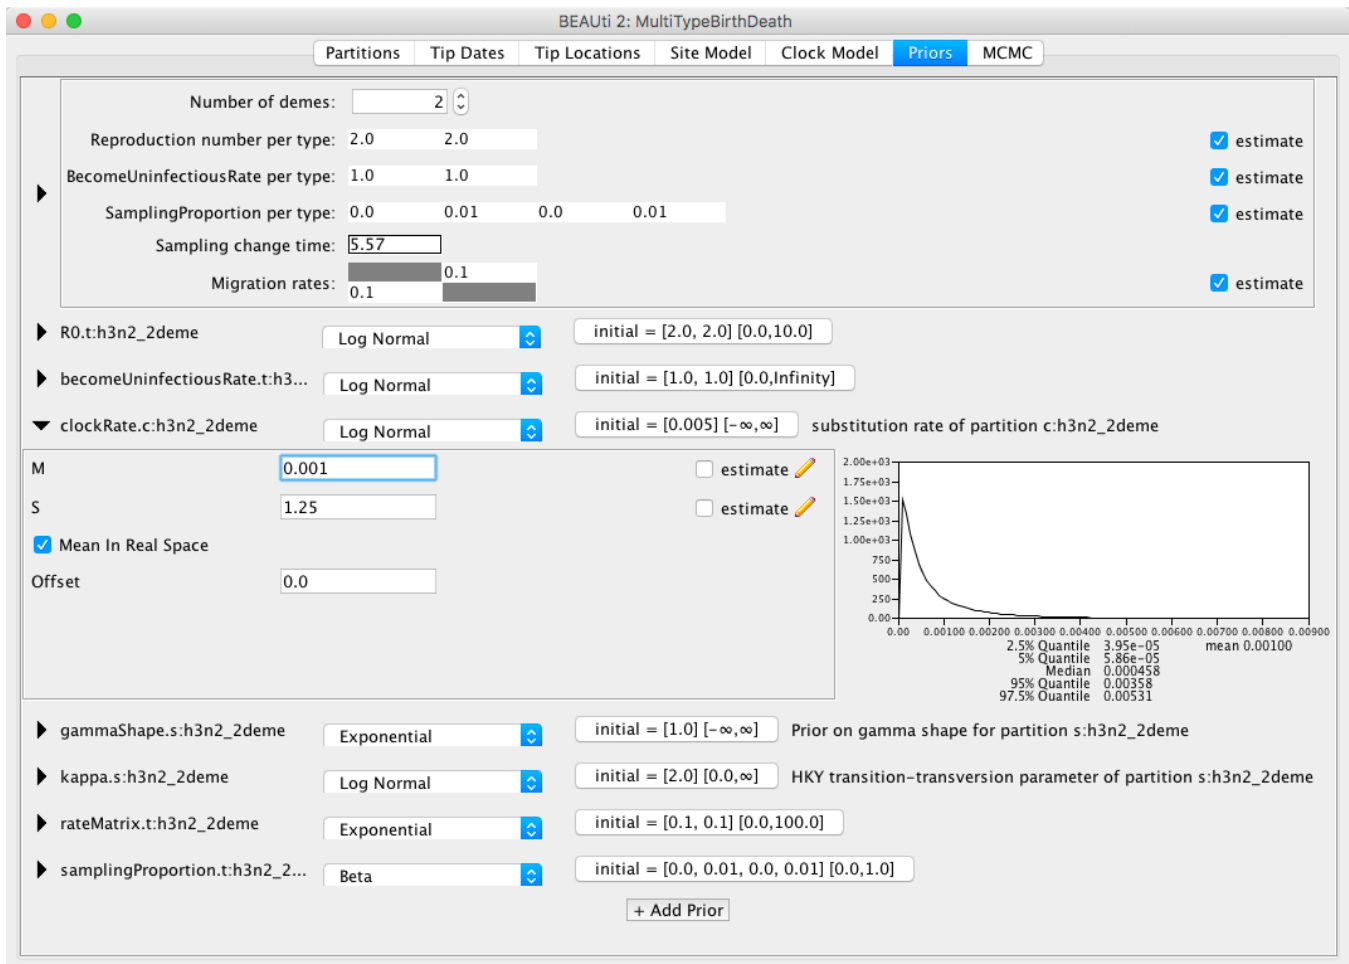 BEAUti 2: MultiTypeBirthDeath
Partitions Tip Dates Tip Locations Site Model Clock Model Priors MCMC
Number of demes: 2
Reproduction number per type: 2.0 2.0 estimate
BecomeUninfectiousRate per type: 1.0 1.0 estimate
SamplingProportion per type: 0.0 0.01 0.0 0.01 estimate
Sampling change time: 5.57
Migration rates: 0.1 estimate
0.1
R0.t:h3n2_2deme Log Normal initial = [2.0, 2.0] [0.0,10.0]
becomeUninfectiousRate.t:h3... Log Normal initial = [1.0, 1.0] [0.0,Infinity]
clockRate.c:h3n2_2deme Log Normal initial = [0.005] [-∞,∞] substitution rate of partition c:h3n2_2deme
M 0.001 estimate
S 1.25 estimate
Mean In Real Space
Offset 0.0
2.00e+03
1.75e+03
1.50e+03
1.25e+03
1.00e+03
750
500
250
0.00
0.00 0.00100 0.00200 0.00300 0.00400 0.00500 0.00600 0.00700 0.00800 0.00900
2.5% Quantile 3.95e-05 mean 0.00100
5% Quantile 5.86e-05
Median 0.000458
95% Quantile 0.00358
97.5% Quantile 0.00531
gammaShape.s:h3n2_2deme Exponential initial = [1.0] [-∞,∞] Prior on gamma shape for partition s:h3n2_2deme
kappa.s:h3n2_2deme Log Normal initial = [2.0] [0.0,∞] HKY transition-transversion parameter of partition s:h3n2_2deme
rateMatrix.t:h3n2_2deme Exponential initial = [0.1, 0.1] [0.0,100.0]
samplingProportion.t:h3n2_2... Beta initial = [0.0, 0.01, 0.0, 0.01] [0.0,1.0]
+ Add Prior